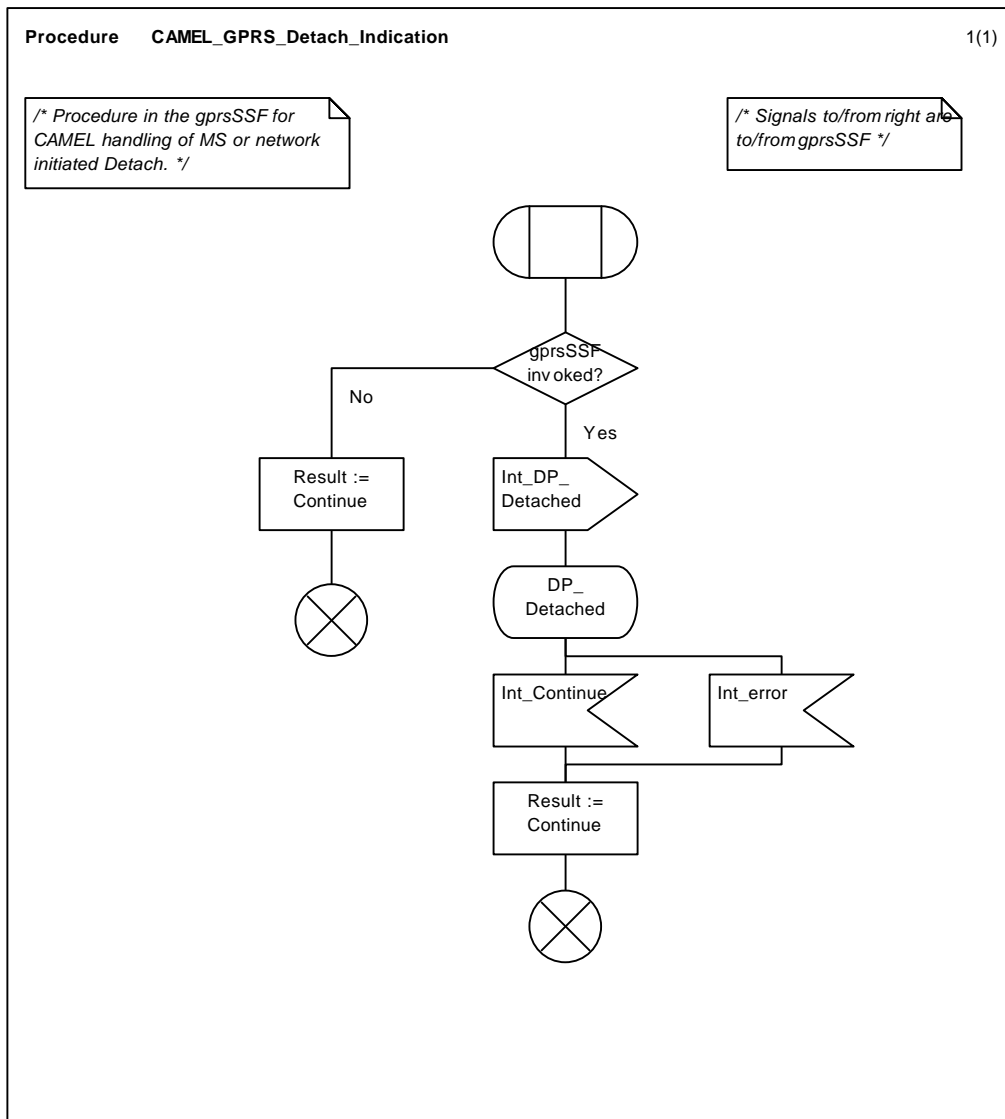 Procedure CAMEL_GPRS_Detach_Indication 1(1)
/* Procedure in the gprsSSF for
CAMEL handling of MS or network
initiated Detach. */
/* Signals to/from right are
to/from gprsSSF */
gprsSSF
invoked?
No
Yes
Result :=
Continue
Int_DP_
Detached
DP_
Detached
Int_Continue
Int_error
Result :=
Continue